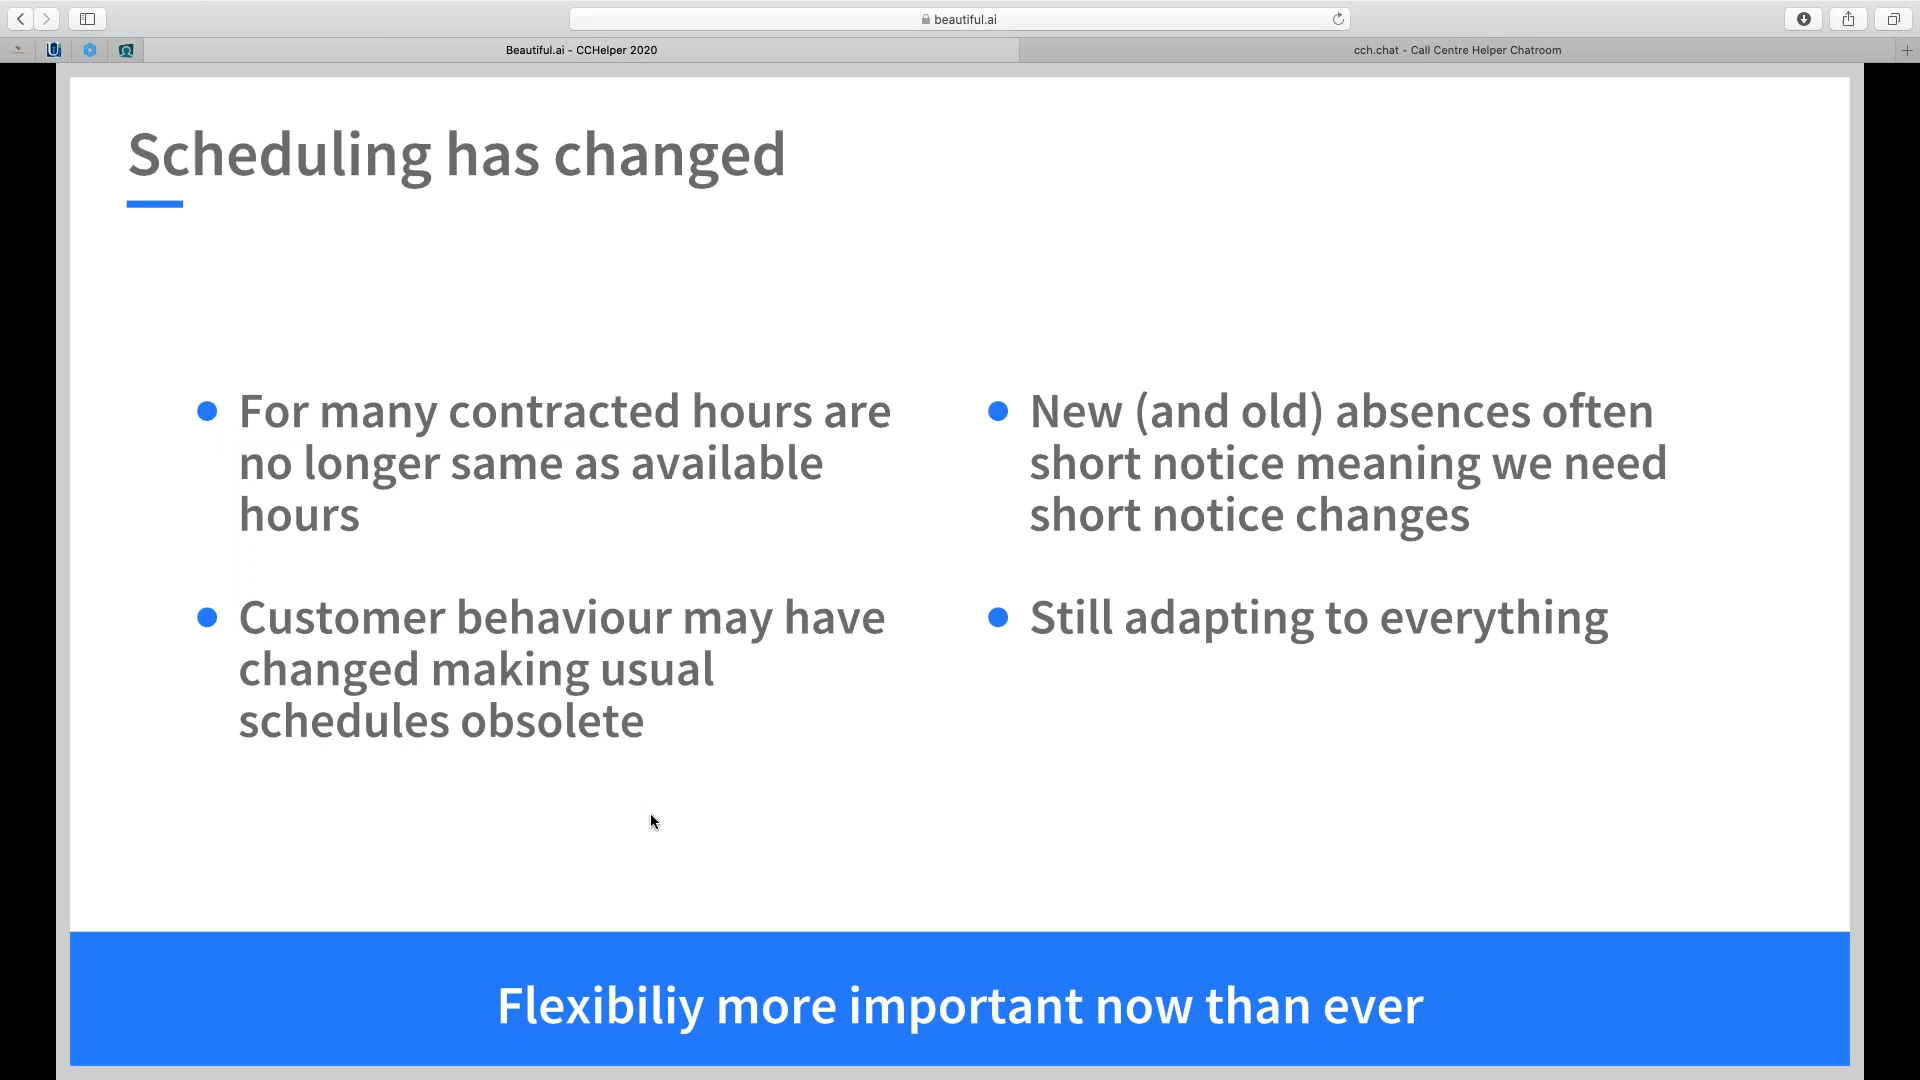 beautiful.ai
Beautiful.ai - CCHelper 2020
cch.chat - Call Centre Helper Chatroom
Scheduling has changed
For many contracted hours are
no longer same as available
hours
Customer behaviour may have
changed making usual
schedules obsolete
New (and old) absences often
short notice meaning we need
short notice changes
Still adapting to everything
Flexibiliy more important now than ever